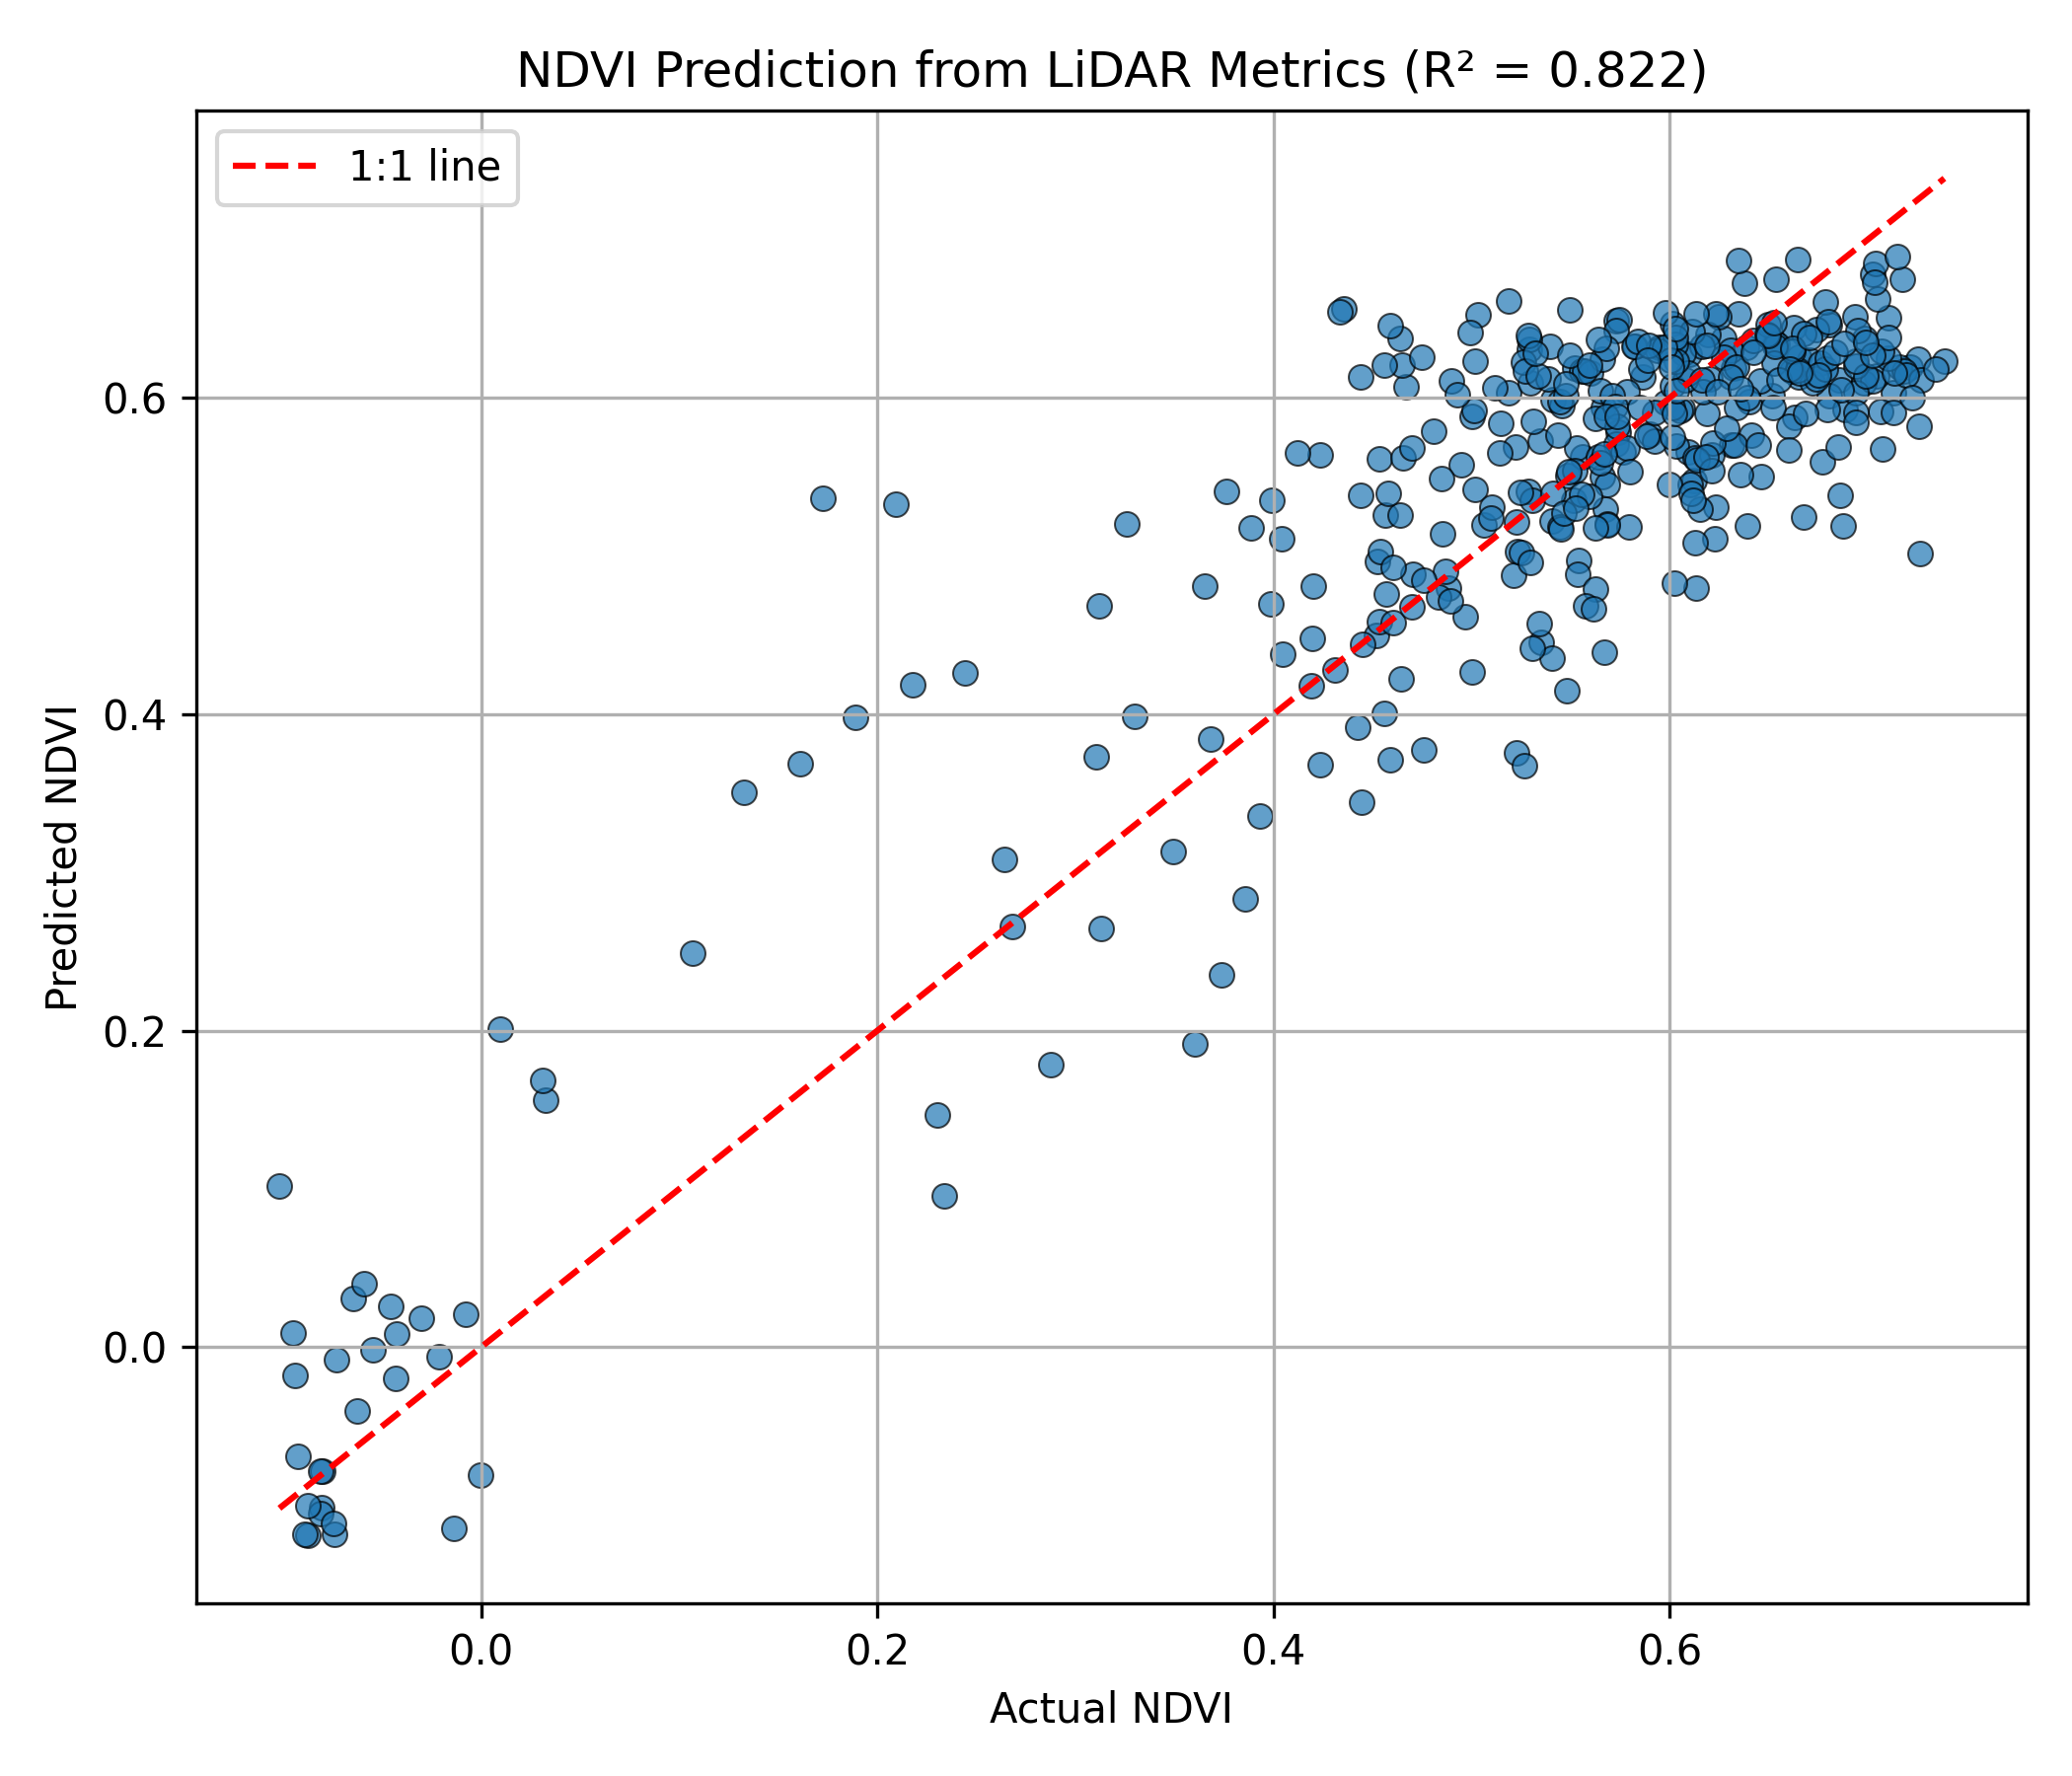 NDVI Prediction from LiDAR Metrics (R² = 0.822)
1:1 line
Predicted NDVI
0.6
0.4
0.2
0.0
0.0 0.2 0.4 0.6
Actual NDVI